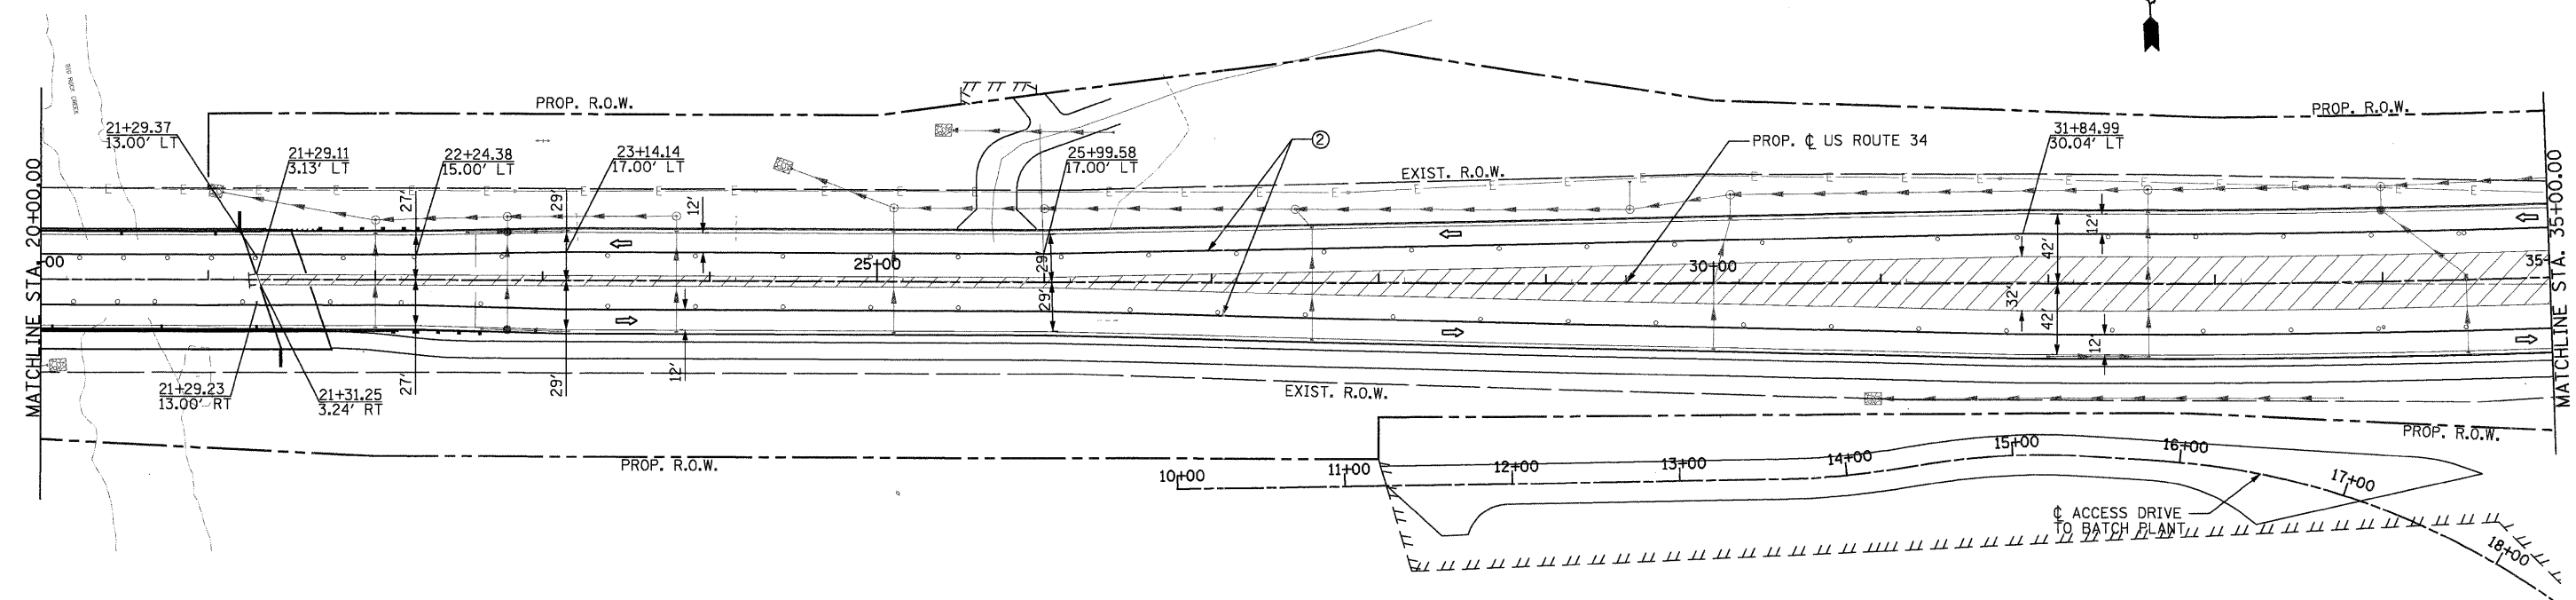 BIG ROCK CREEK
MATCHLINE STA. 20+00.00
PROP. R.O.W.
21+29.37
13.00' LT
21+29.11
3.13' LT
22+24.38
15.00' LT
23+14.14
17.00' LT
25+99.58
17.00' LT
②
PROP. ℄ US ROUTE 34
31+84.99
30.04' LT
PROP. R.O.W.
EXIST. R.O.W.
E E E E E E E E E E E E E E E E E E E
27'
29'
12'
29'
42'
12'
00
25+00
30+00
35+
27'
29'
12'
29'
32'
42'
12'
21+29.23
13.00' RT
21+31.25
3.24' RT
EXIST. R.O.W.
PROP. R.O.W.
PROP. R.O.W.
10+00
11+00
12+00
13+00
14+00
15+00
16+00
17+00
18+00
℄ ACCESS DRIVE
TO BATCH PLANT
MATCHLINE STA. 35+00.00